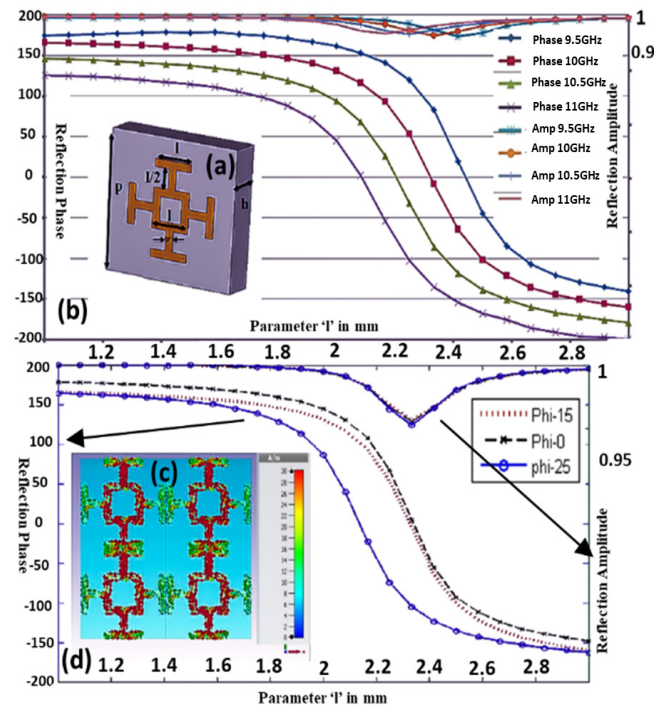 200
150
100
50
0
-50
-100
-150
-200
Reflection Phase
1
0.9
Reflection Amplitude
Phase 9.5GHz
Phase 10GHz
Phase 10.5GHz
Phase 11GHz
Amp 9.5GHz
Amp 10GHz
Amp 10.5GHz
Amp 11GHz
(a)
l
l/2
p
l
h
(b)
Parameter 'l' in mm
1.2 1.4 1.6 1.8 2 2.2 2.4 2.6 2.8
200
150
100
50
0
-50
-100
-150
-200
Reflection Phase
1
0.95
Reflection Amplitude
Phi-15
Phi-0
phi-25
(c)
A/m
30
(d)
1.2 1.4 1.6 1.8 2 2.2 2.4 2.6 2.8
Parameter 'l' in mm